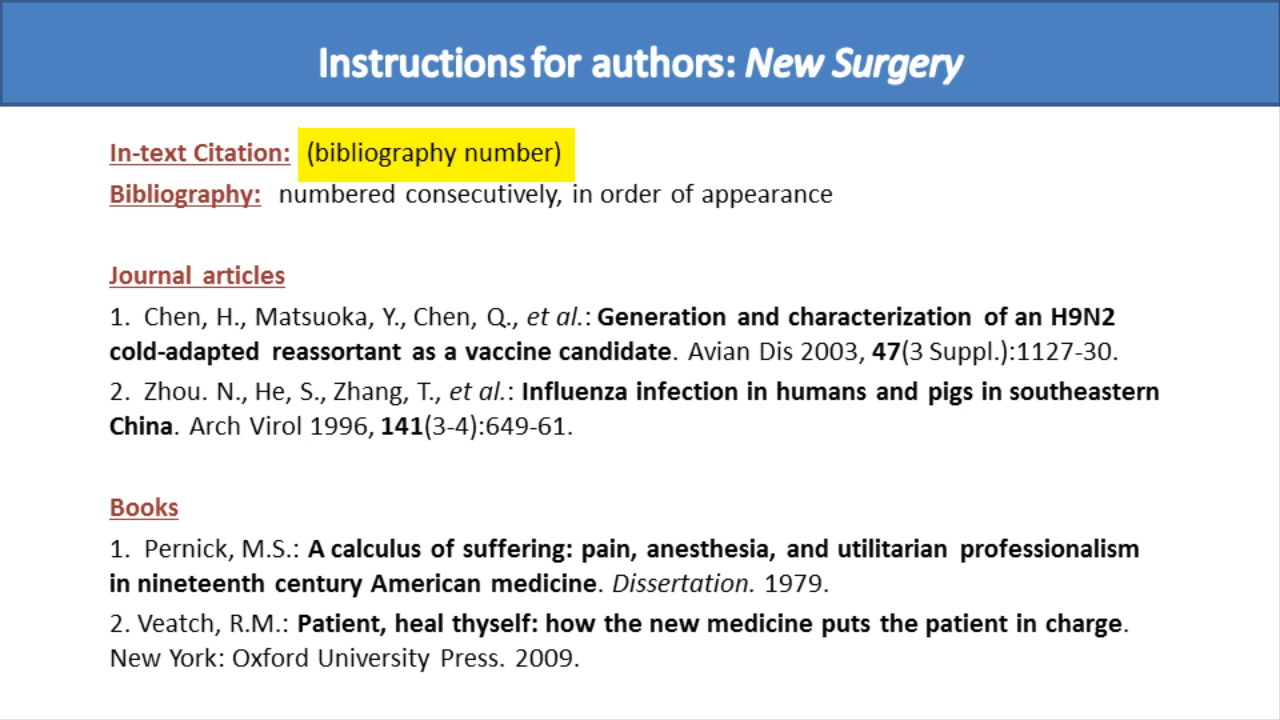 Instructions for authors: New Surgery
In-text Citation: (bibliography number)
Bibliography: numbered consecutively, in order of appearance
Journal articles
1. Chen, H., Matsuoka, Y., Chen, Q., et al.: Generation and characterization of an H9N2
cold-adapted reassortant as a vaccine candidate. Avian Dis 2003, 47(3 Suppl.):1127-30.
2. Zhou. N., He, S., Zhang, T., et al.: Influenza infection in humans and pigs in southeastern
China. Arch Virol 1996, 141(3-4):649-61.
Books
1. Pernick, M.S.: A calculus of suffering: pain, anesthesia, and utilitarian professionalism
in nineteenth century American medicine. Dissertation. 1979.
2. Veatch, R.M.: Patient, heal thyself: how the new medicine puts the patient in charge.
New York: Oxford University Press. 2009.